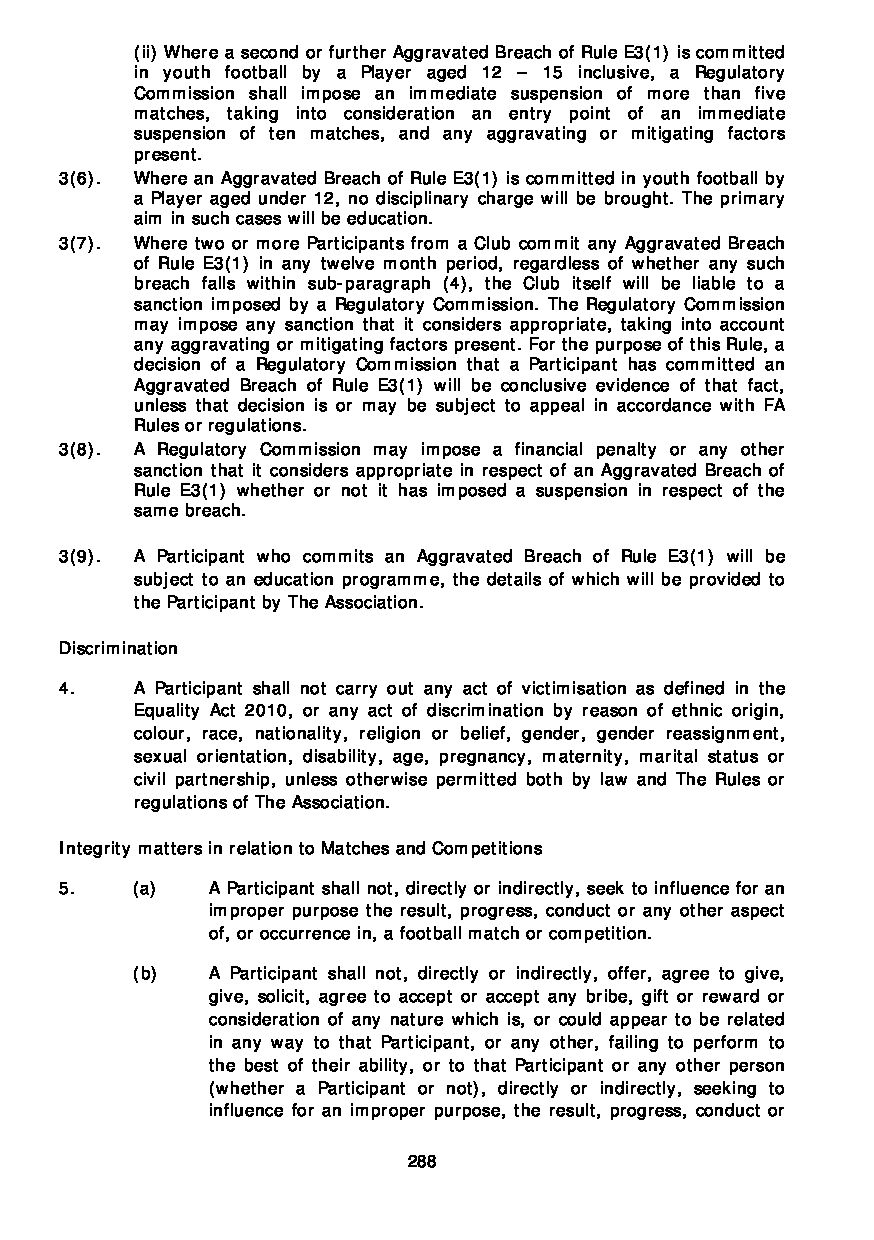 (ii) Where a second or further Aggravated Breach of Rule E3(1) is committed
in youth football by a Player aged 12 – 15 inclusive, a Regulatory
Commission shall impose an immediate suspension of more than five
matches, taking into consideration an entry point of an immediate
suspension of ten matches, and any aggravating or mitigating factors
present.
3(6). Where an Aggravated Breach of Rule E3(1) is committed in youth football by
a Player aged under 12, no disciplinary charge will be brought. The primary
aim in such cases will be education.
3(7). Where two or more Participants from a Club commit any Aggravated Breach
of Rule E3(1) in any twelve month period, regardless of whether any such
breach falls within sub-paragraph (4), the Club itself will be liable to a
sanction imposed by a Regulatory Commission. The Regulatory Commission
may impose any sanction that it considers appropriate, taking into account
any aggravating or mitigating factors present. For the purpose of this Rule, a
decision of a Regulatory Commission that a Participant has committed an
Aggravated Breach of Rule E3(1) will be conclusive evidence of that fact,
unless that decision is or may be subject to appeal in accordance with FA
Rules or regulations.
3(8). A Regulatory Commission may impose a financial penalty or any other
sanction that it considers appropriate in respect of an Aggravated Breach of
Rule E3(1) whether or not it has imposed a suspension in respect of the
same breach.
3(9). A Participant who commits an Aggravated Breach of Rule E3(1) will be
subject to an education programme, the details of which will be provided to
the Participant by The Association.
Discrimination
4. A Participant shall not carry out any act of victimisation as defined in the
Equality Act 2010, or any act of discrimination by reason of ethnic origin,
colour, race, nationality, religion or belief, gender, gender reassignment,
sexual orientation, disability, age, pregnancy, maternity, marital status or
civil partnership, unless otherwise permitted both by law and The Rules or
regulations of The Association.
Integrity matters in relation to Matches and Competitions
5. (a) A Participant shall not, directly or indirectly, seek to influence for an
improper purpose the result, progress, conduct or any other aspect
of, or occurrence in, a football match or competition.
(b) A Participant shall not, directly or indirectly, offer, agree to give,
give, solicit, agree to accept or accept any bribe, gift or reward or
consideration of any nature which is, or could appear to be related
in any way to that Participant, or any other, failing to perform to
the best of their ability, or to that Participant or any other person
(whether a Participant or not), directly or indirectly, seeking to
influence for an improper purpose, the result, progress, conduct or
288